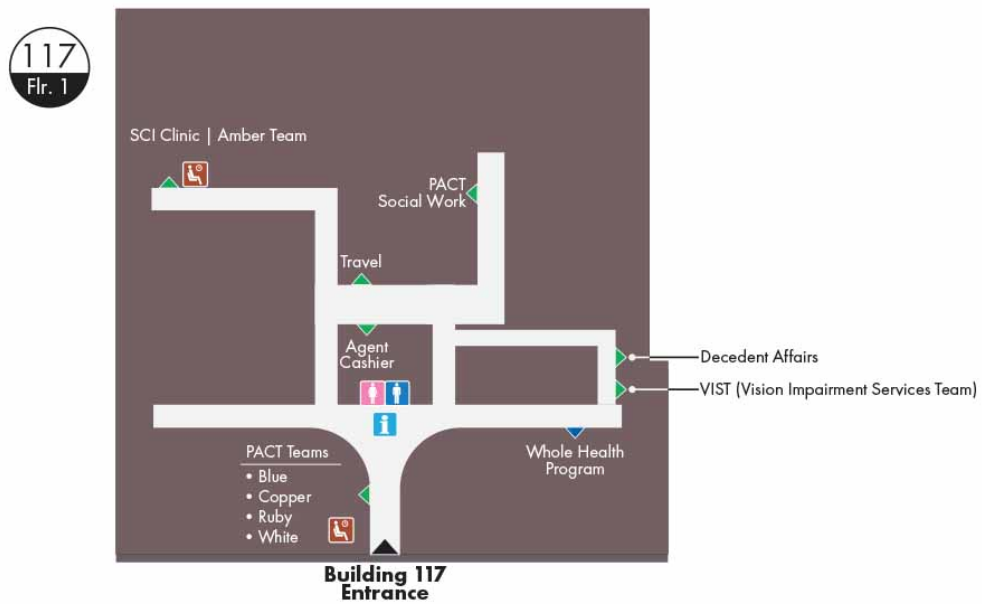 117
Flr. 1
SCI Clinic | Amber Team
PACT
Social Work
Travel
Agent
Cashier
Decedent Affairs
VIST (Vision Impairment Services Team)
i
PACT Teams
• Blue
• Copper
• Ruby
• White
Whole Health
Program
Building 117
Entrance